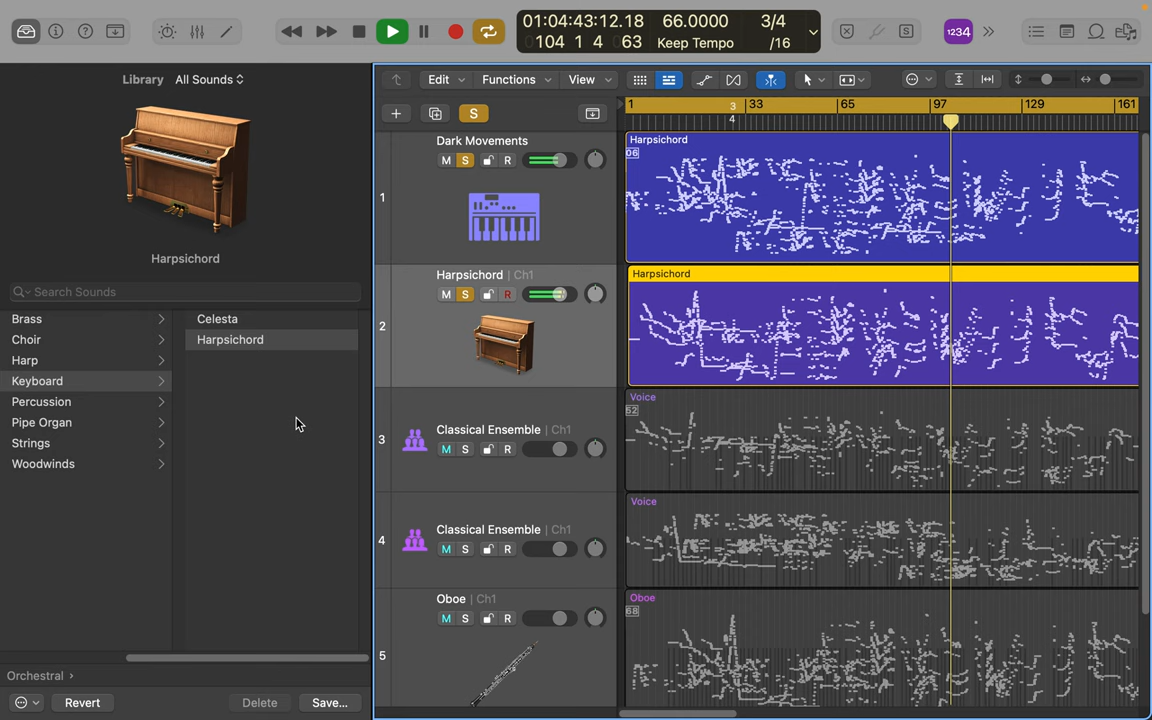 01:04:43:12.18 66.0000 3/4
104 1 4 063 Keep Tempo /16
1234
Library All Sounds
Edit Functions View
S
1 33 65 97 129 161
3
4
Harpsichord
Search Sounds
Brass
Choir
Harp
Keyboard
Percussion
Pipe Organ
Strings
Woodwinds
Celesta
Harpsichord
Orchestral
Revert
Delete
Save...
1
Dark Movements
M S R
Harpsichord
06
2
Harpsichord | Ch1
M S R
Harpsichord
3
Classical Ensemble | Ch1
M S R
Voice
62
4
Classical Ensemble | Ch1
M S R
Voice
5
Oboe | Ch1
M S R
Oboe
68